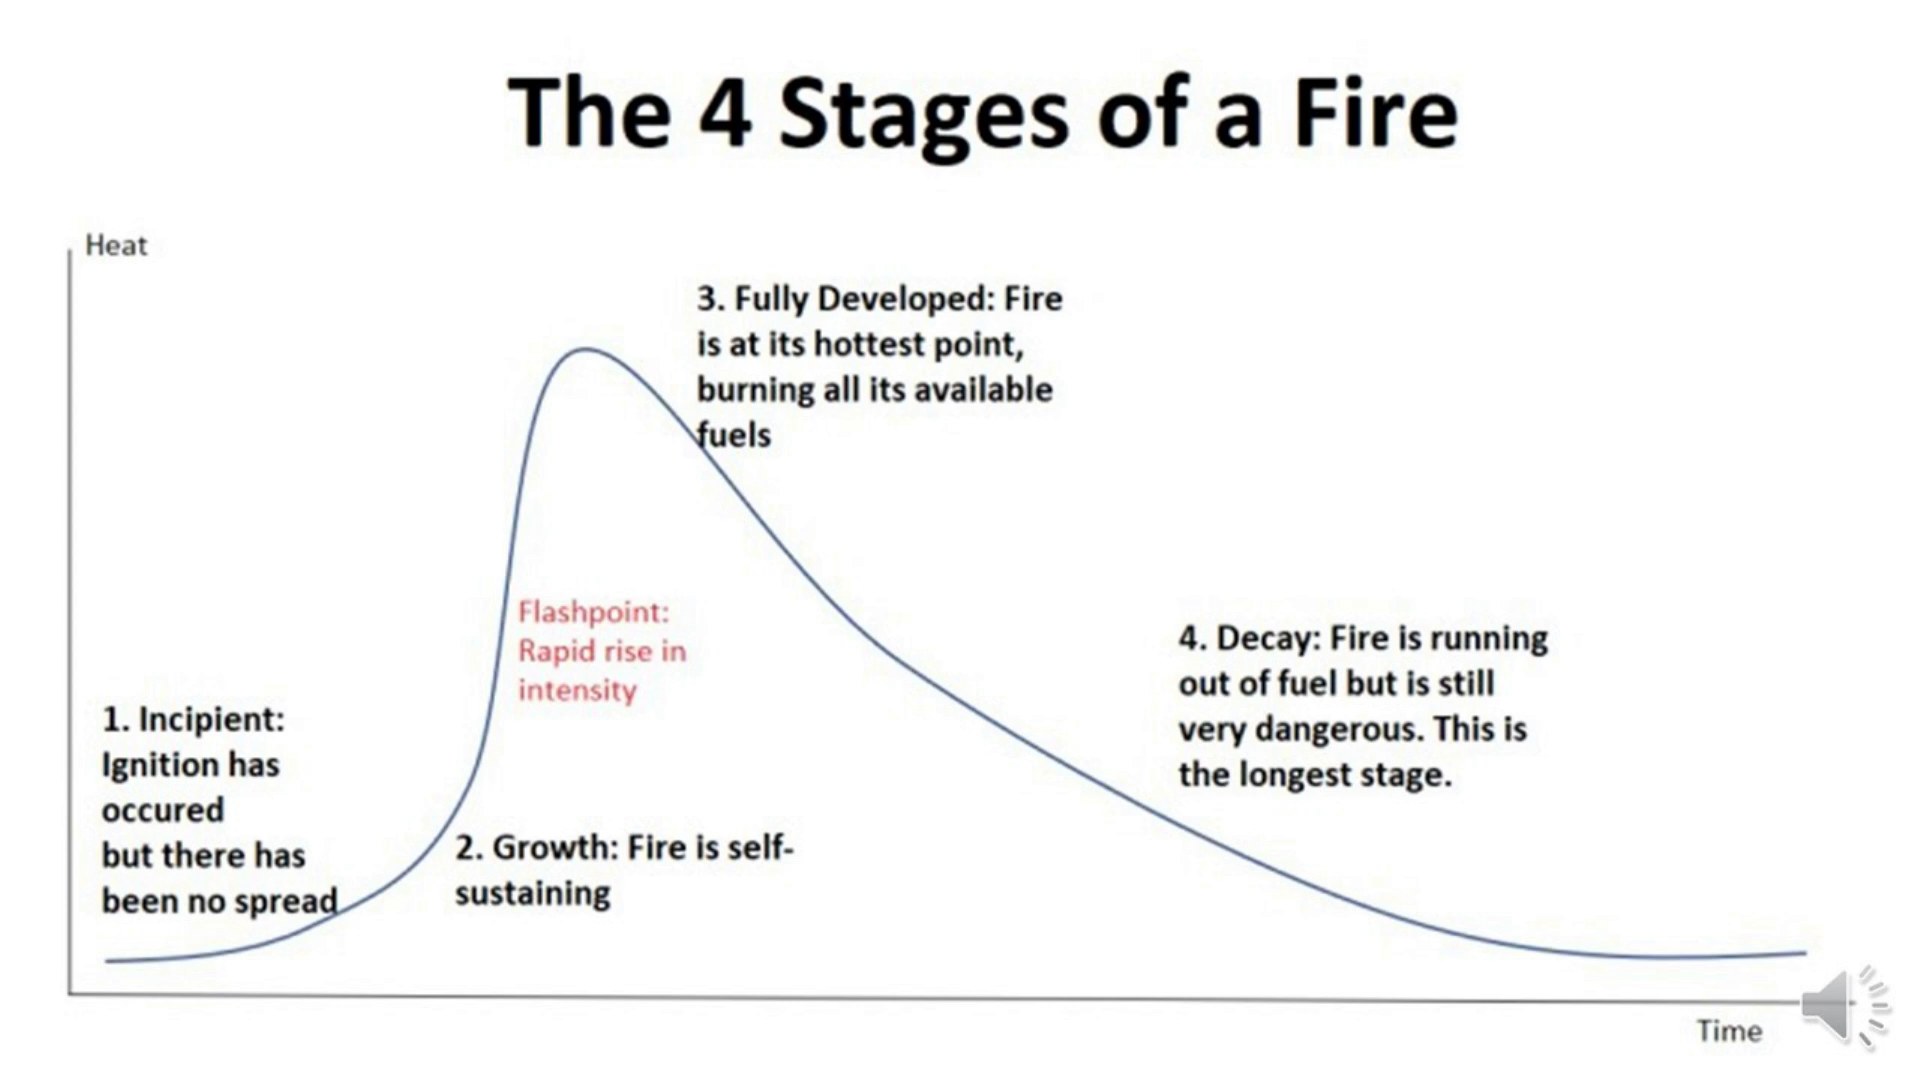 The 4 Stages of a Fire
Heat
3. Fully Developed: Fire
is at its hottest point,
burning all its available
fuels
Flashpoint:
Rapid rise in
intensity
1. Incipient:
Ignition has
occured
but there has
been no spread
2. Growth: Fire is self-
sustaining
4. Decay: Fire is running
out of fuel but is still
very dangerous. This is
the longest stage.
Time